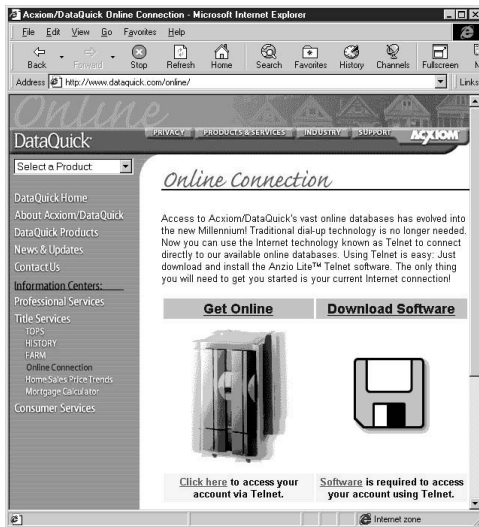 Acxiom/DataQuick Online Connection - Microsoft Internet Explorer
File Edit View Go Favorites Help
Back Forward Stop Refresh Home Search Favorites History Channels Fullscreen
Address http://www.dataquick.com/online/ Links
Online
DataQuick
PRIVACY PRODUCTS & SERVICES INDUSTRY SUPPORT ACXIOM
Select a Product
Online Connection
DataQuick Home
About Acxiom/DataQuick
DataQuick Products
News & Updates
Contact Us
Information Centers:
Professional Services
Title Services
TOPS
HISTORY
FARM
Online Connection
Home Sales Price Trends
Mortgage Calculator
Consumer Services
Access to Acxiom/DataQuick's vast online databases has evolved into
the new Millennium! Traditional dial-up technology is no longer needed.
Now you can use the Internet technology known as Telnet to connect
directly to our available online databases. Using Telnet is easy: Just
download and install the Anzio Lite™ Telnet software. The only thing
you will need to get you started is your current Internet connection!
Get Online
Download Software
Click here to access your
account via Telnet.
Software is required to access
your account using Telnet.
Internet zone